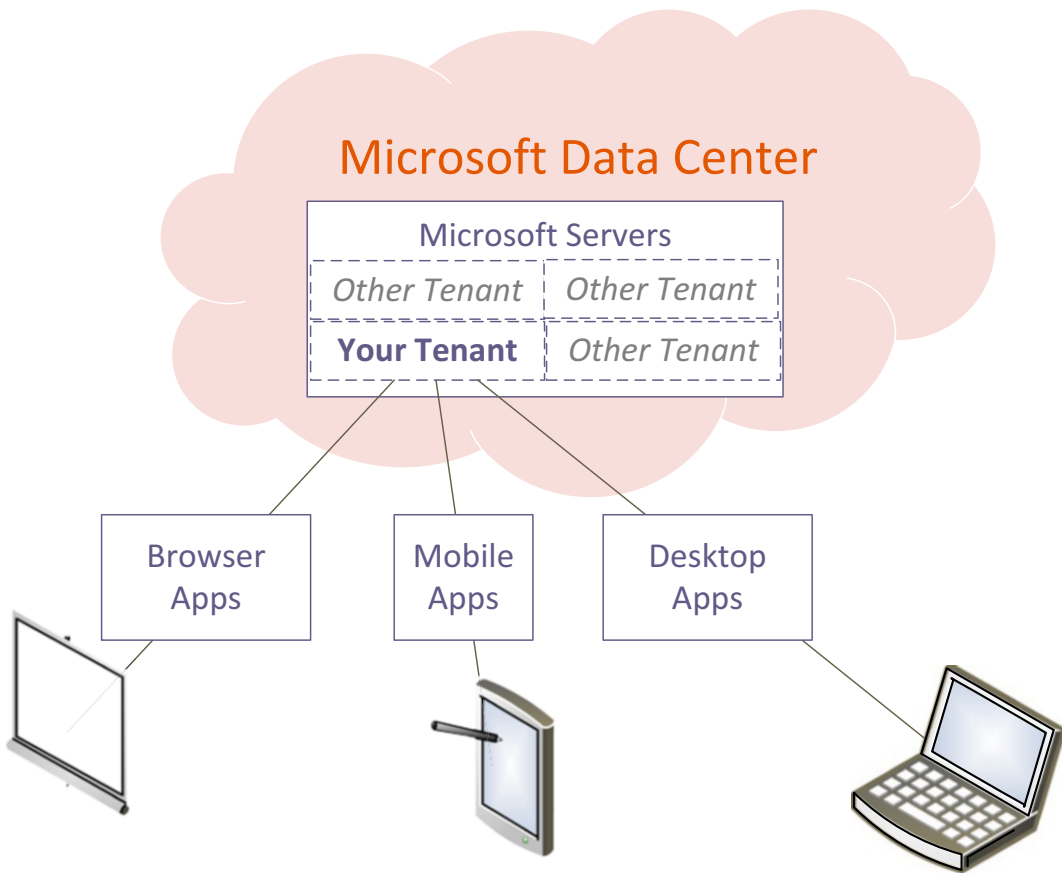 Microsoft Data Center
Microsoft Servers
Other Tenant
Other Tenant
Your Tenant
Other Tenant
Browser
Apps
Mobile
Apps
Desktop
Apps